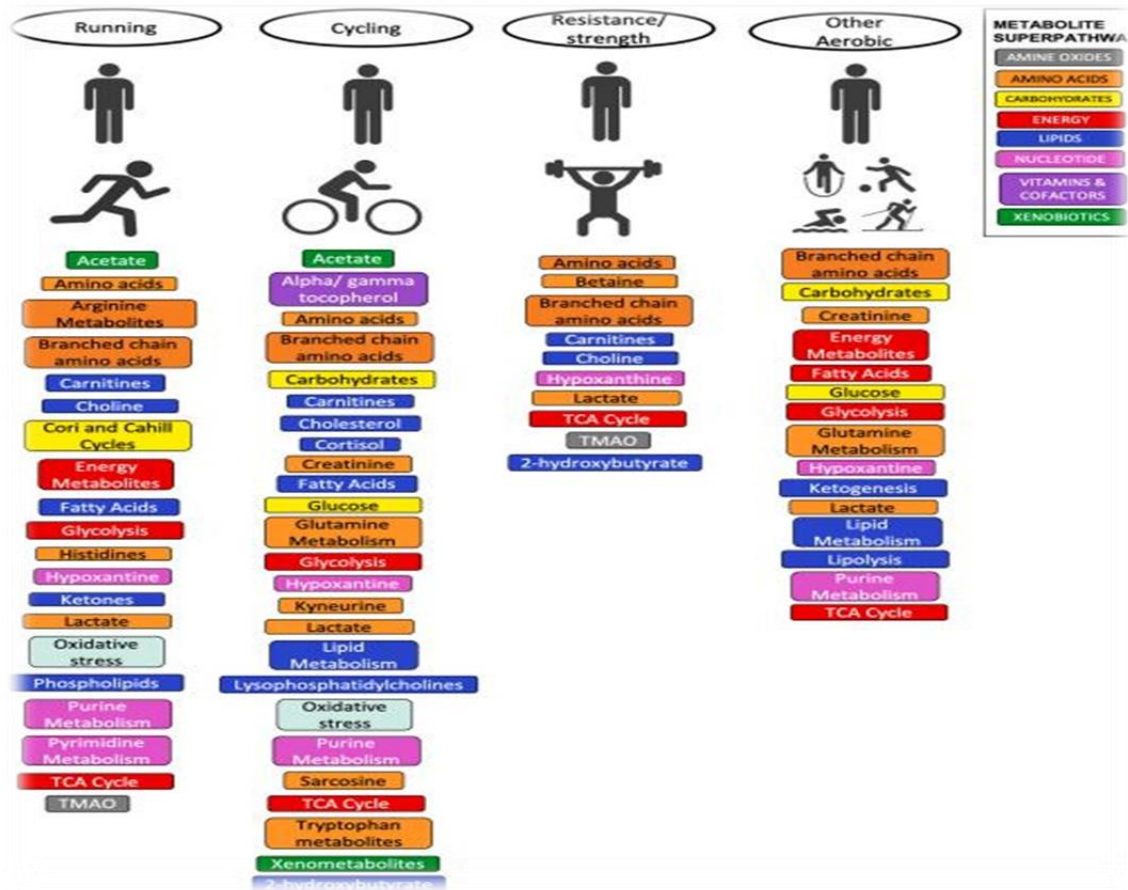 Running
Cycling
Resistance/
strength
Other
Aerobic
METABOLITE
SUPERPATHWA
AMINE OXIDES
AMINO ACIDS
CARBOHYDRATES
ENERGY
LIPIDS
NUCLEOTIDE
VITAMINS &
COFACTORS
XENOBIOTICS
Acetate
Amino acids
Arginine
Metabolites
Branched chain
amino acids
Carnitines
Choline
Cori and Cahill
Cycles
Energy
Metabolites
Fatty Acids
Glycolysis
Histidines
Hypoxantine
Ketones
Lactate
Oxidative
stress
Phospholipids
Purine
Metabolism
Pyrimidine
Metabolism
TCA Cycle
TMAO
Acetate
Alpha/ gamma
tocopherol
Amino acids
Branched chain
amino acids
Carbohydrates
Carnitines
Cholesterol
Cortisol
Creatinine
Fatty Acids
Glucose
Glutamine
Metabolism
Glycolysis
Hypoxantine
Kyneurine
Lactate
Lipid
Metabolism
Lysophosphatidylcholines
Oxidative
stress
Purine
Metabolism
Sarcosine
TCA Cycle
Tryptophan
metabolites
Xenometabolites
2-hydroxybutyrate
Amino acids
Betaine
Branched chain
amino acids
Carnitines
Choline
Hypoxanthine
Lactate
TCA Cycle
TMAO
2-hydroxybutyrate
Branched chain
amino acids
Carbohydrates
Creatinine
Energy
Metabolites
Fatty Acids
Glucose
Glycolysis
Glutamine
Metabolism
Hypoxantine
Ketogenesis
Lactate
Lipid
Metabolism
Lipolysis
Purine
Metabolism
TCA Cycle